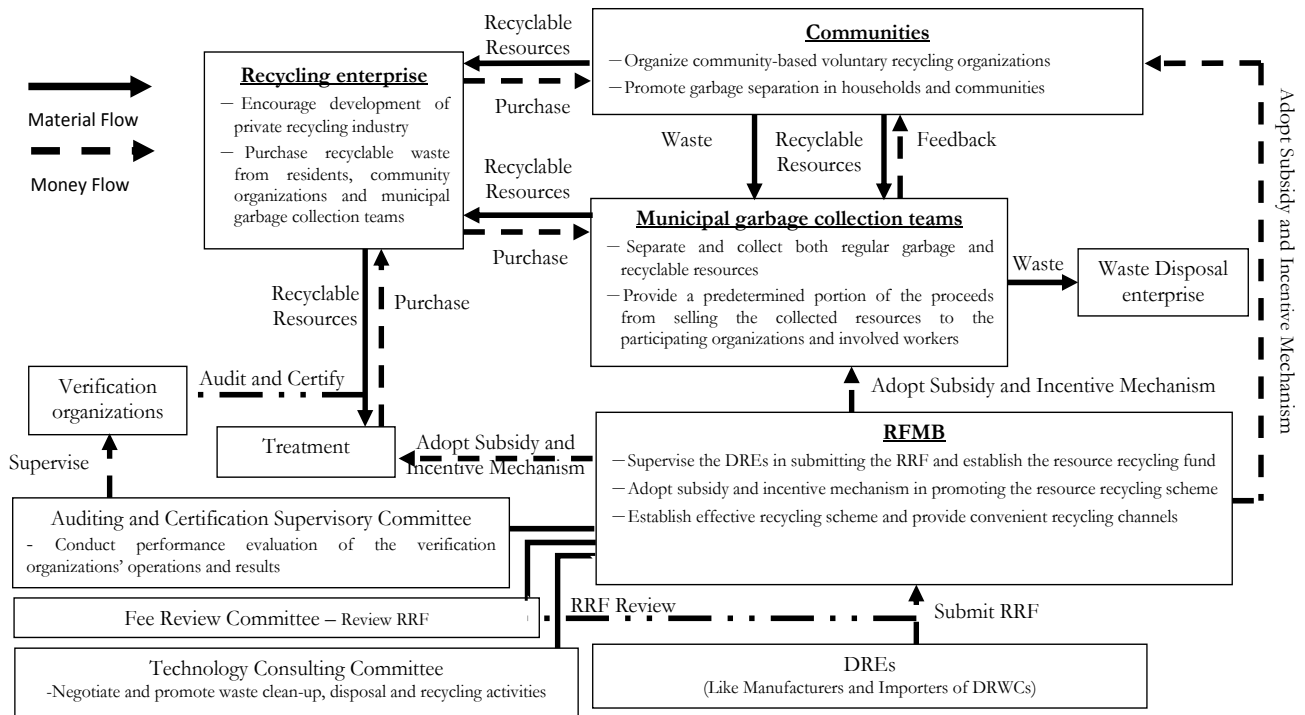 Recyclable
Resources
Purchase
Communities
— Organize community-based voluntary recycling organizations
— Promote garbage separation in households and communities
Recycling enterprise
— Encourage development of
private recycling industry
— Purchase recyclable waste
from residents, community
organizations and municipal
garbage collection teams
Material Flow
Money Flow
Waste
Recyclable
Resources
Feedback
Adopt Subsidy and Incentive Mechanism
Recyclable
Resources
Purchase
Municipal garbage collection teams
— Separate and collect both regular garbage and
recyclable resources
— Provide a predetermined portion of the proceeds
from selling the collected resources to the
participating organizations and involved workers
Waste
Waste Disposal
enterprise
Recyclable
Resources
Purchase
Verification
organizations
Audit and Certify
Adopt Subsidy and Incentive Mechanism
Treatment
Adopt Subsidy and
Incentive Mechanism
Supervise
RFMB
— Supervise the DREs in submitting the RRF and establish the resource recycling fund
— Adopt subsidy and incentive mechanism in promoting the resource recycling scheme
— Establish effective recycling scheme and provide convenient recycling channels
Auditing and Certification Supervisory Committee
- Conduct performance evaluation of the verification
organizations' operations and results
Fee Review Committee – Review RRF
RRF Review
Submit RRF
Technology Consulting Committee
-Negotiate and promote waste clean-up, disposal and recycling activities
DREs
(Like Manufacturers and Importers of DRWCs)